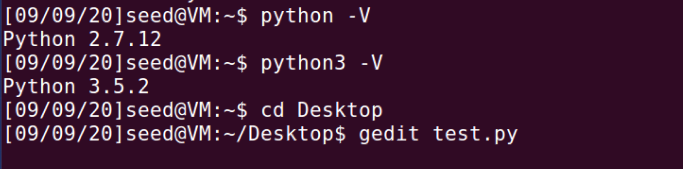 [09/09/20]seed@VM:~$ python -V
Python 2.7.12
[09/09/20]seed@VM:~$ python3 -V
Python 3.5.2
[09/09/20]seed@VM:~$ cd Desktop
[09/09/20]seed@VM:~/Desktop$ gedit test.py